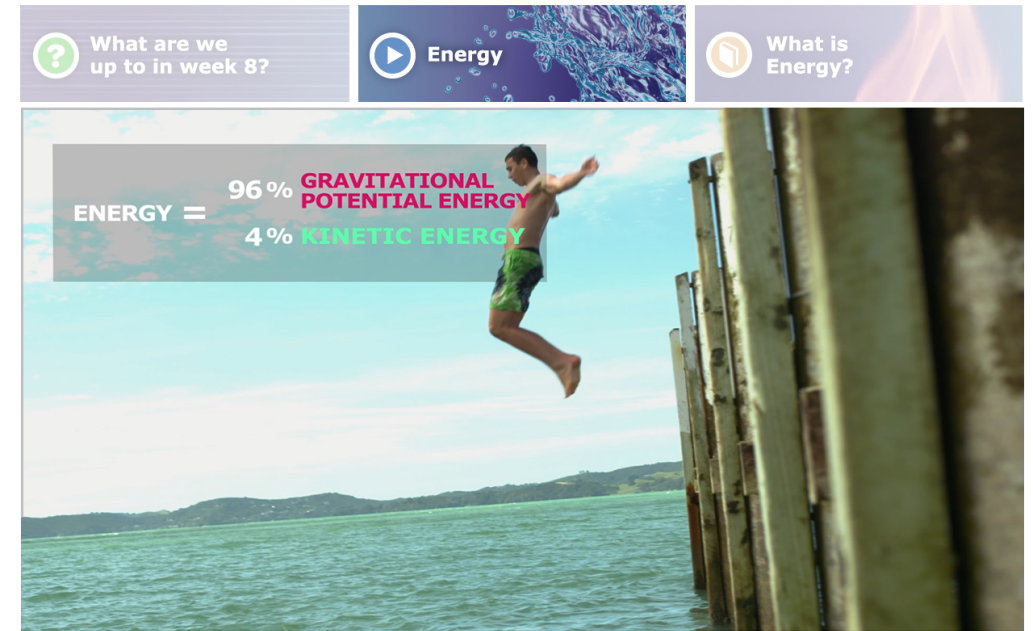 What are we
up to in week 8?
Energy
What is
Energy?
ENERGY =
96% GRAVITATIONAL
POTENTIAL ENERGY
4% KINETIC ENERGY